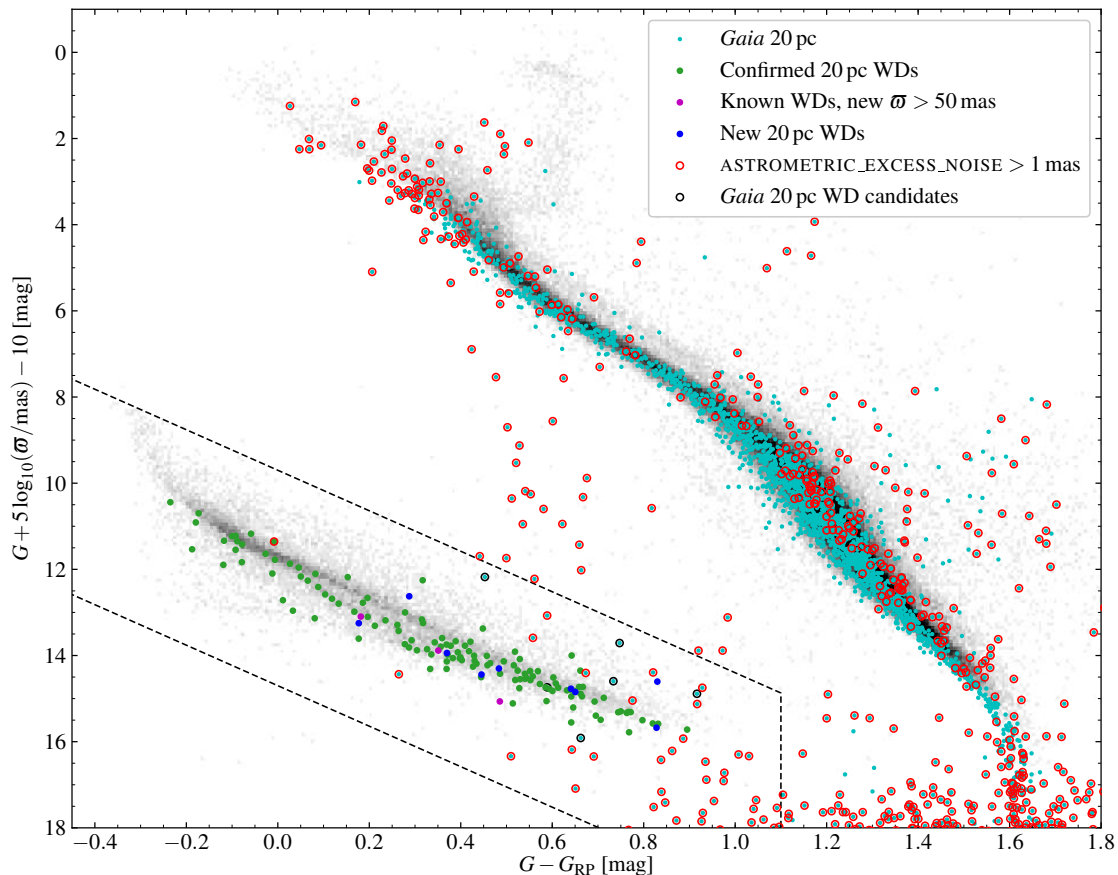 Gaia 20 pc
Confirmed 20 pc WDs
Known WDs, new ϖ > 50 mas
New 20 pc WDs
ASTROMETRIC_EXCESS_NOISE > 1 mas
Gaia 20 pc WD candidates
0
2
4
6
8
10
12
14
16
18
G + 5 log₁₀(ϖ/mas) − 10 [mag]
−0.4 −0.2 0.0 0.2 0.4 0.6 0.8 1.0 1.2 1.4 1.6 1.8
G − G_RP [mag]